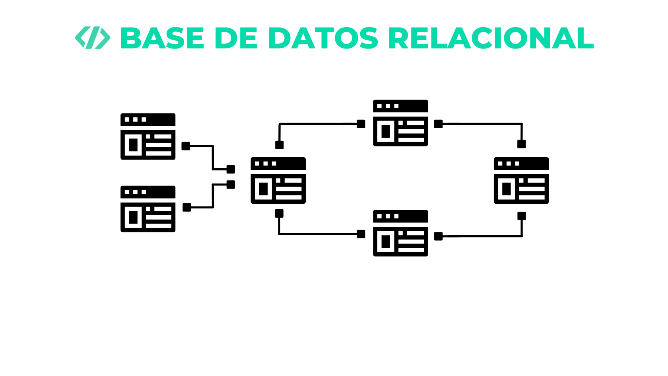 BASE DE DATOS RELACIONAL